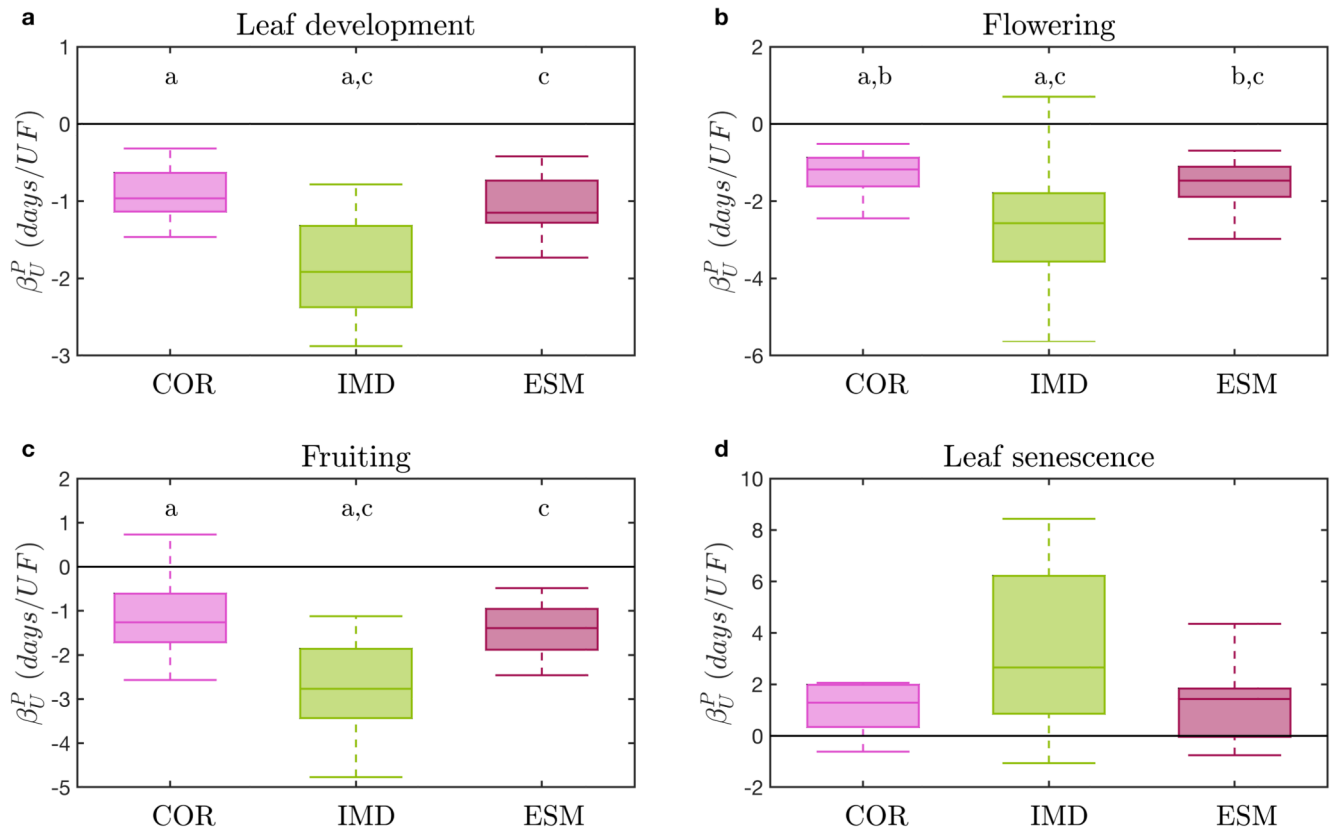 a
Leaf development
1
0
-1
-2
-3
β_U^P (days/UF)
a
a,c
c
COR
IMD
ESM
b
Flowering
2
0
-2
-4
-6
β_U^P (days/UF)
a,b
a,c
b,c
COR
IMD
ESM
c
Fruiting
2
1
0
-1
-2
-3
-4
-5
β_U^P (days/UF)
a
a,c
c
COR
IMD
ESM
d
Leaf senescence
10
8
6
4
2
0
-2
β_U^P (days/UF)
COR
IMD
ESM